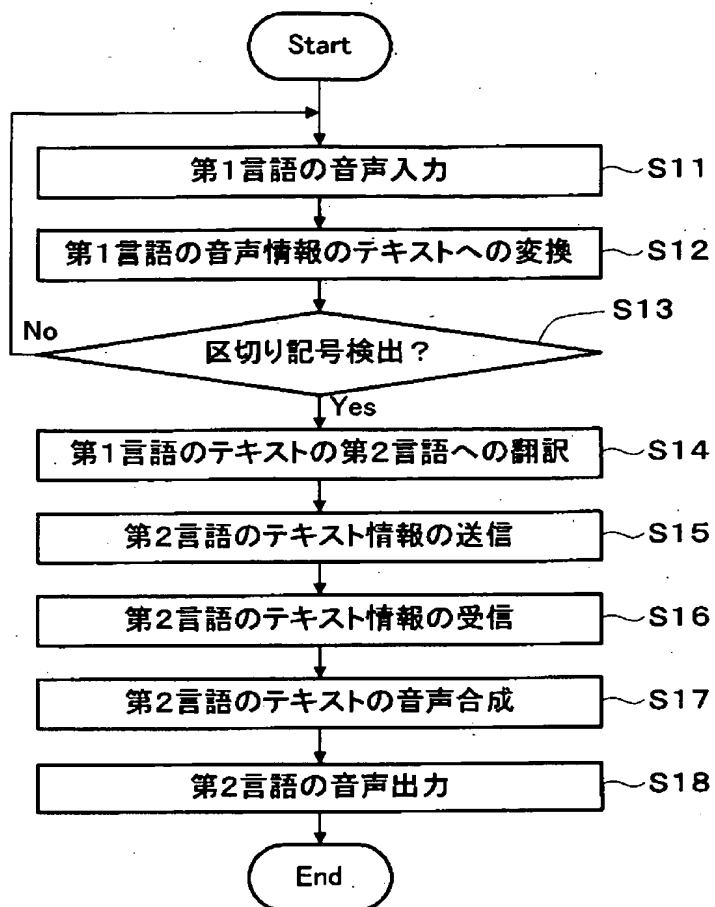 Start
第1言語の音声入力 S11
第1言語の音声情報のテキストへの変換 S12
No 区切り記号検出? S13
Yes
第1言語のテキストの第2言語への翻訳 S14
第2言語のテキスト情報の送信 S15
第2言語のテキスト情報の受信 S16
第2言語のテキストの音声合成 S17
第2言語の音声出力 S18
End